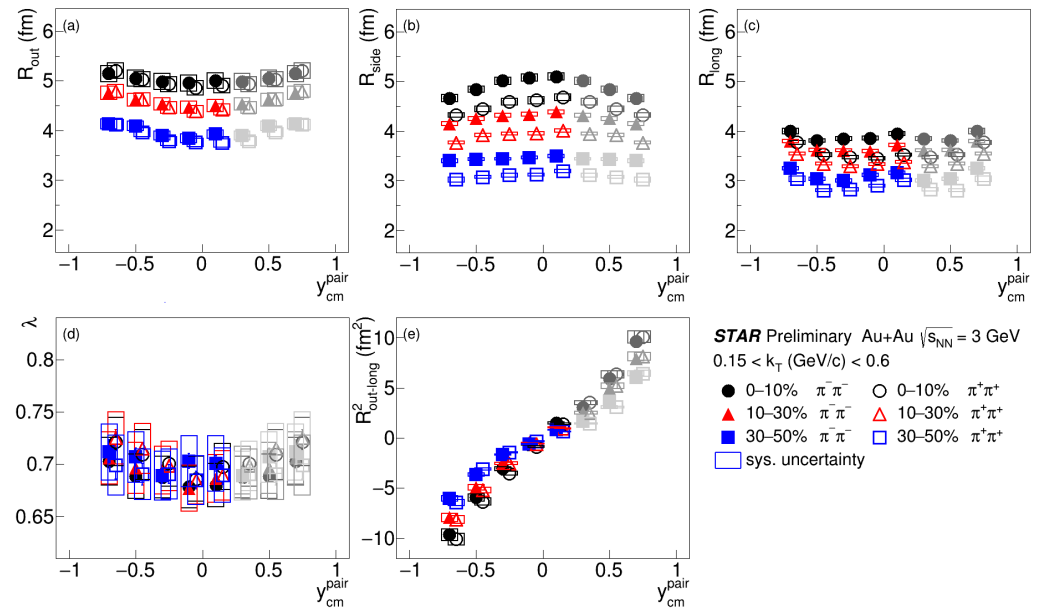 (a)
R_out (fm)
6
5
4
3
2
−1 −0.5 0 0.5 1
y_cm^pair
(b)
R_side (fm)
6
5
4
3
2
−1 −0.5 0 0.5 1
y_cm^pair
(c)
R_long (fm)
6
5
4
3
2
−1 −0.5 0 0.5 1
y_cm^pair
(d)
λ
0.8
0.75
0.7
0.65
−1 −0.5 0 0.5 1
y_cm^pair
(e)
R²_out-long (fm²)
10
5
0
−5
−10
−1 −0.5 0 0.5 1
y_cm^pair
STAR Preliminary Au+Au √s_NN = 3 GeV
0.15 < k_T (GeV/c) < 0.6
0–10% π⁻π⁻ 0–10% π⁺π⁺
10–30% π⁻π⁻ 10–30% π⁺π⁺
30–50% π⁻π⁻ 30–50% π⁺π⁺
sys. uncertainty